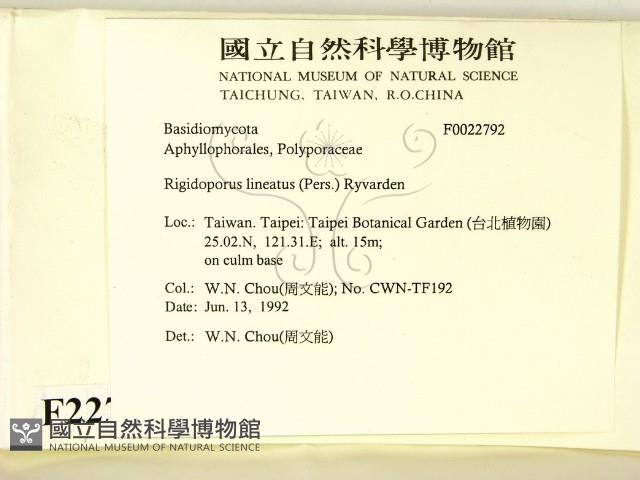 國立自然科學博物館
NATIONAL MUSEUM OF NATURAL SCIENCE
TAICHUNG, TAIWAN, R.O.CHINA
Basidiomycota F0022792
Aphyllophorales, Polyporaceae
Rigidoporus lineatus (Pers.) Ryvarden
Loc.: Taiwan. Taipei: Taipei Botanical Garden (台北植物園)
25.02.N, 121.31.E; alt. 15m;
on culm base
Col.: W.N. Chou(周文能); No. CWN-TF192
Date: Jun. 13, 1992
Det.: W.N. Chou(周文能)
國立自然科學博物館
NATIONAL MUSEUM OF NATURAL SCIENCE